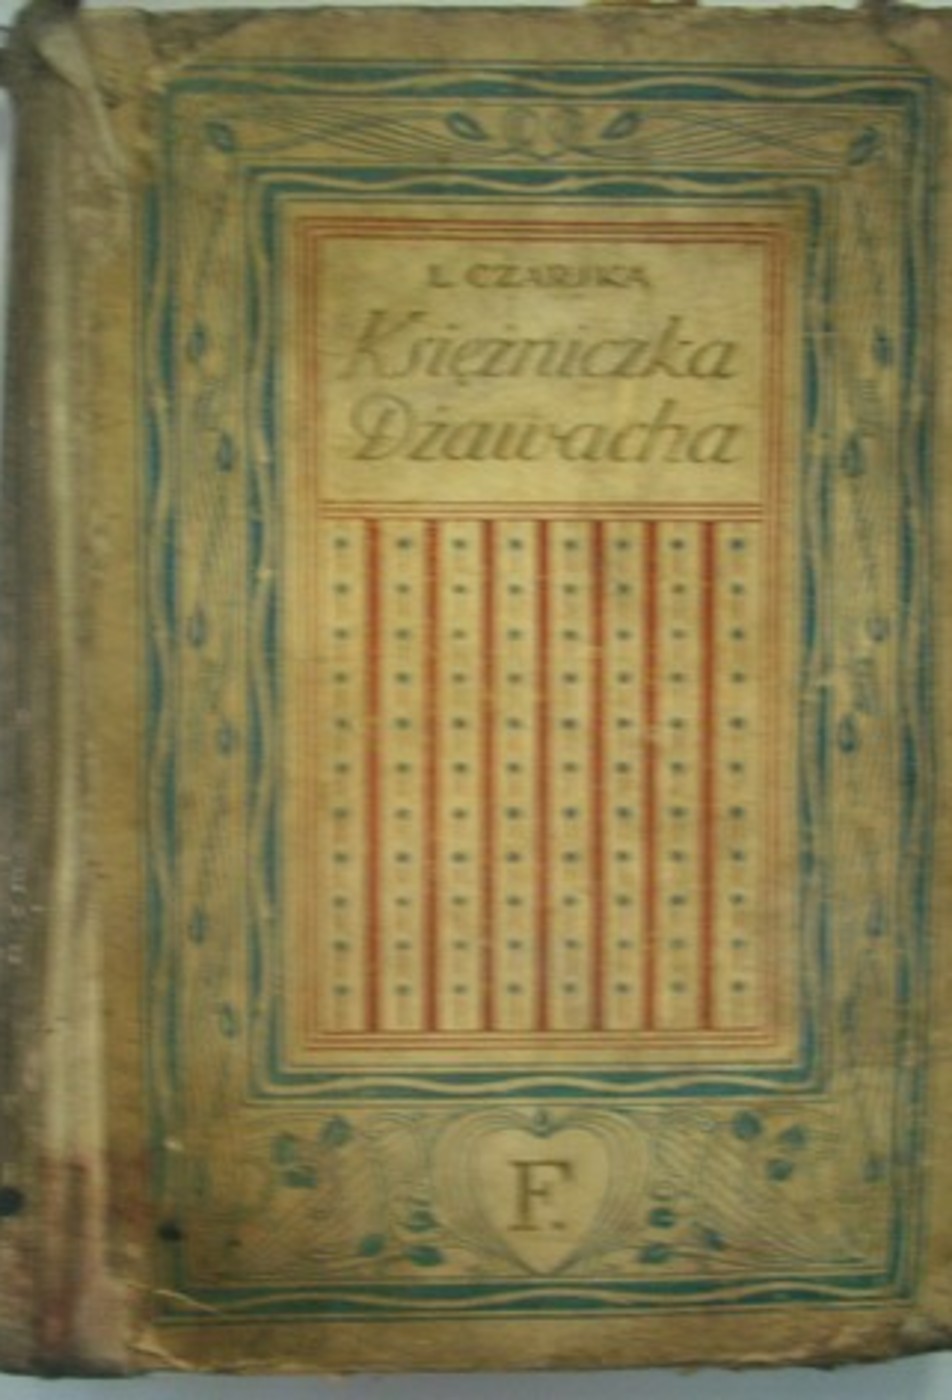 L. CZARSKA
Księżniczka
Dżawacha
F.